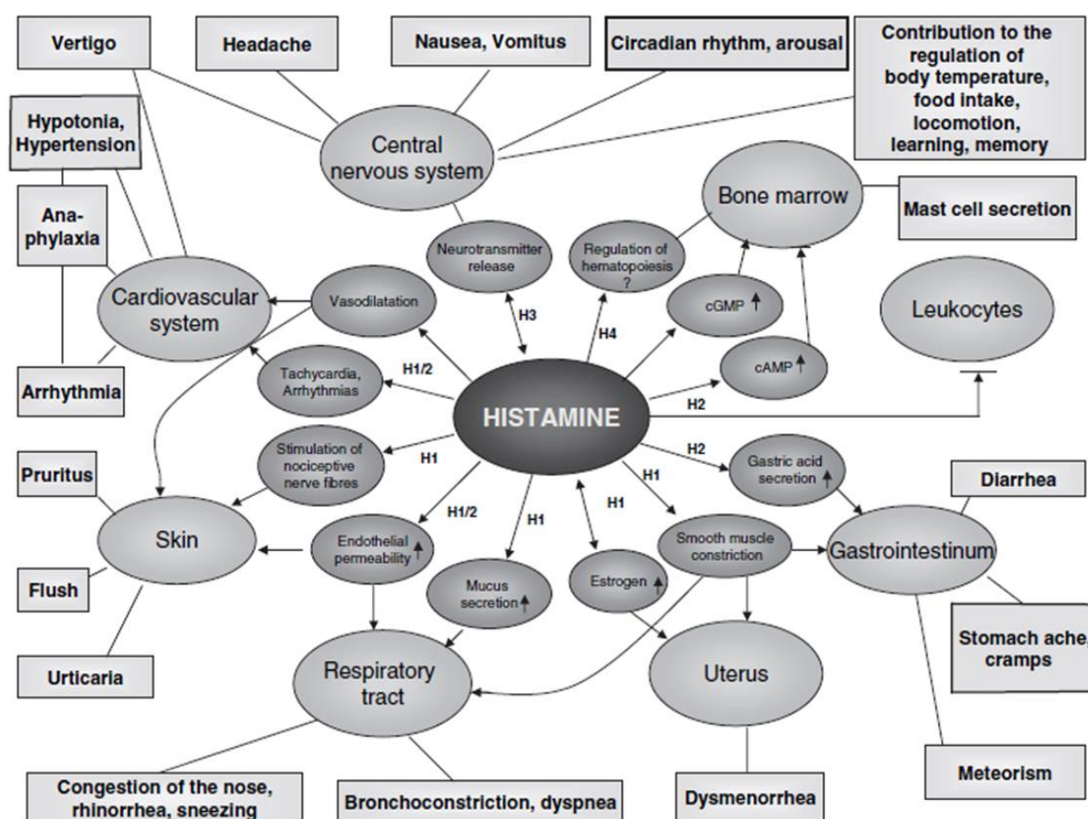 Vertigo
Headache
Nausea, Vomitus
Circadian rhythm, arousal
Contribution to the
regulation of
body temperature,
food intake,
locomotion,
learning, memory
Hypotonia,
Hypertension
Central
nervous system
Bone marrow
Mast cell secretion
Ana-
phylaxia
Neurotransmitter
release
Regulation of
hematopoiesis
?
Cardiovascular
system
Vasodilatation
cGMP
Leukocytes
H3
H4
Arrhythmia
Tachycardia,
Arrhythmias
H1/2
cAMP
H2
HISTAMINE
Pruritus
Stimulation of
nociceptive
nerve fibres
H1
H2
H1
Gastric acid
secretion
Diarrhea
Skin
H1/2
H1
H1
Endothelial
permeability
Smooth muscle
constriction
Gastrointestinum
Flush
Mucus
secretion
Estrogen
Stomach ache,
cramps
Urticaria
Respiratory
tract
Uterus
Meteorism
Congestion of the nose,
rhinorrhea, sneezing
Bronchoconstriction, dyspnea
Dysmenorrhea